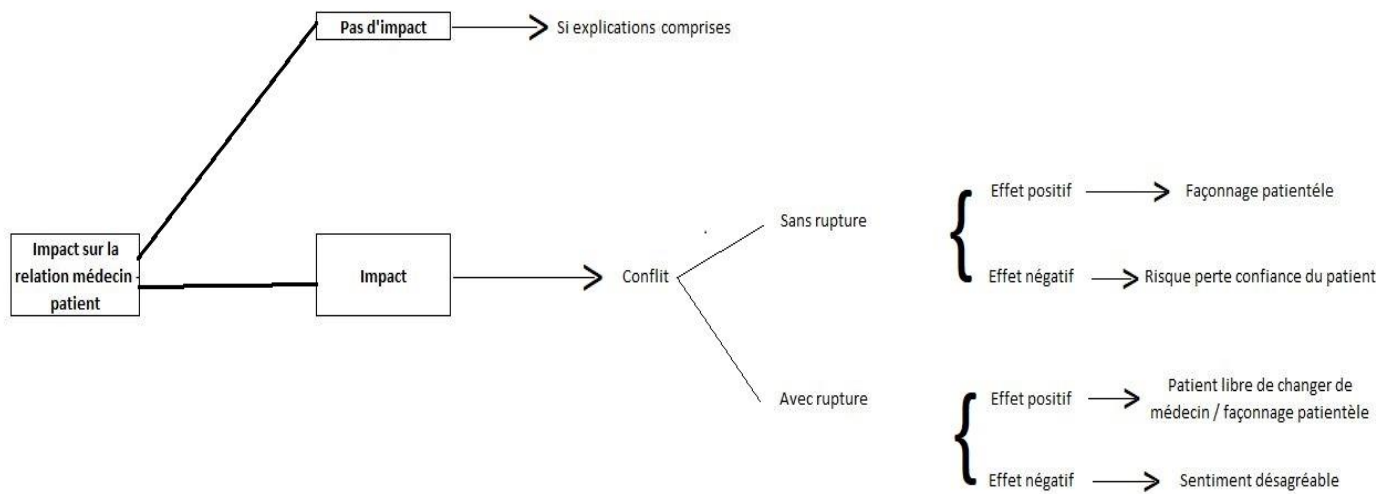 Pas d'impact
Si explications comprises
Impact sur la
relation médecin -
patient
Impact
Conflit
Sans rupture
Effet positif
Façonnage patientéle
Effet négatif
Risque perte confiance du patient
Avec rupture
Effet positif
Patient libre de changer de
médecin / façonnage patientèle
Effet négatif
Sentiment désagréable